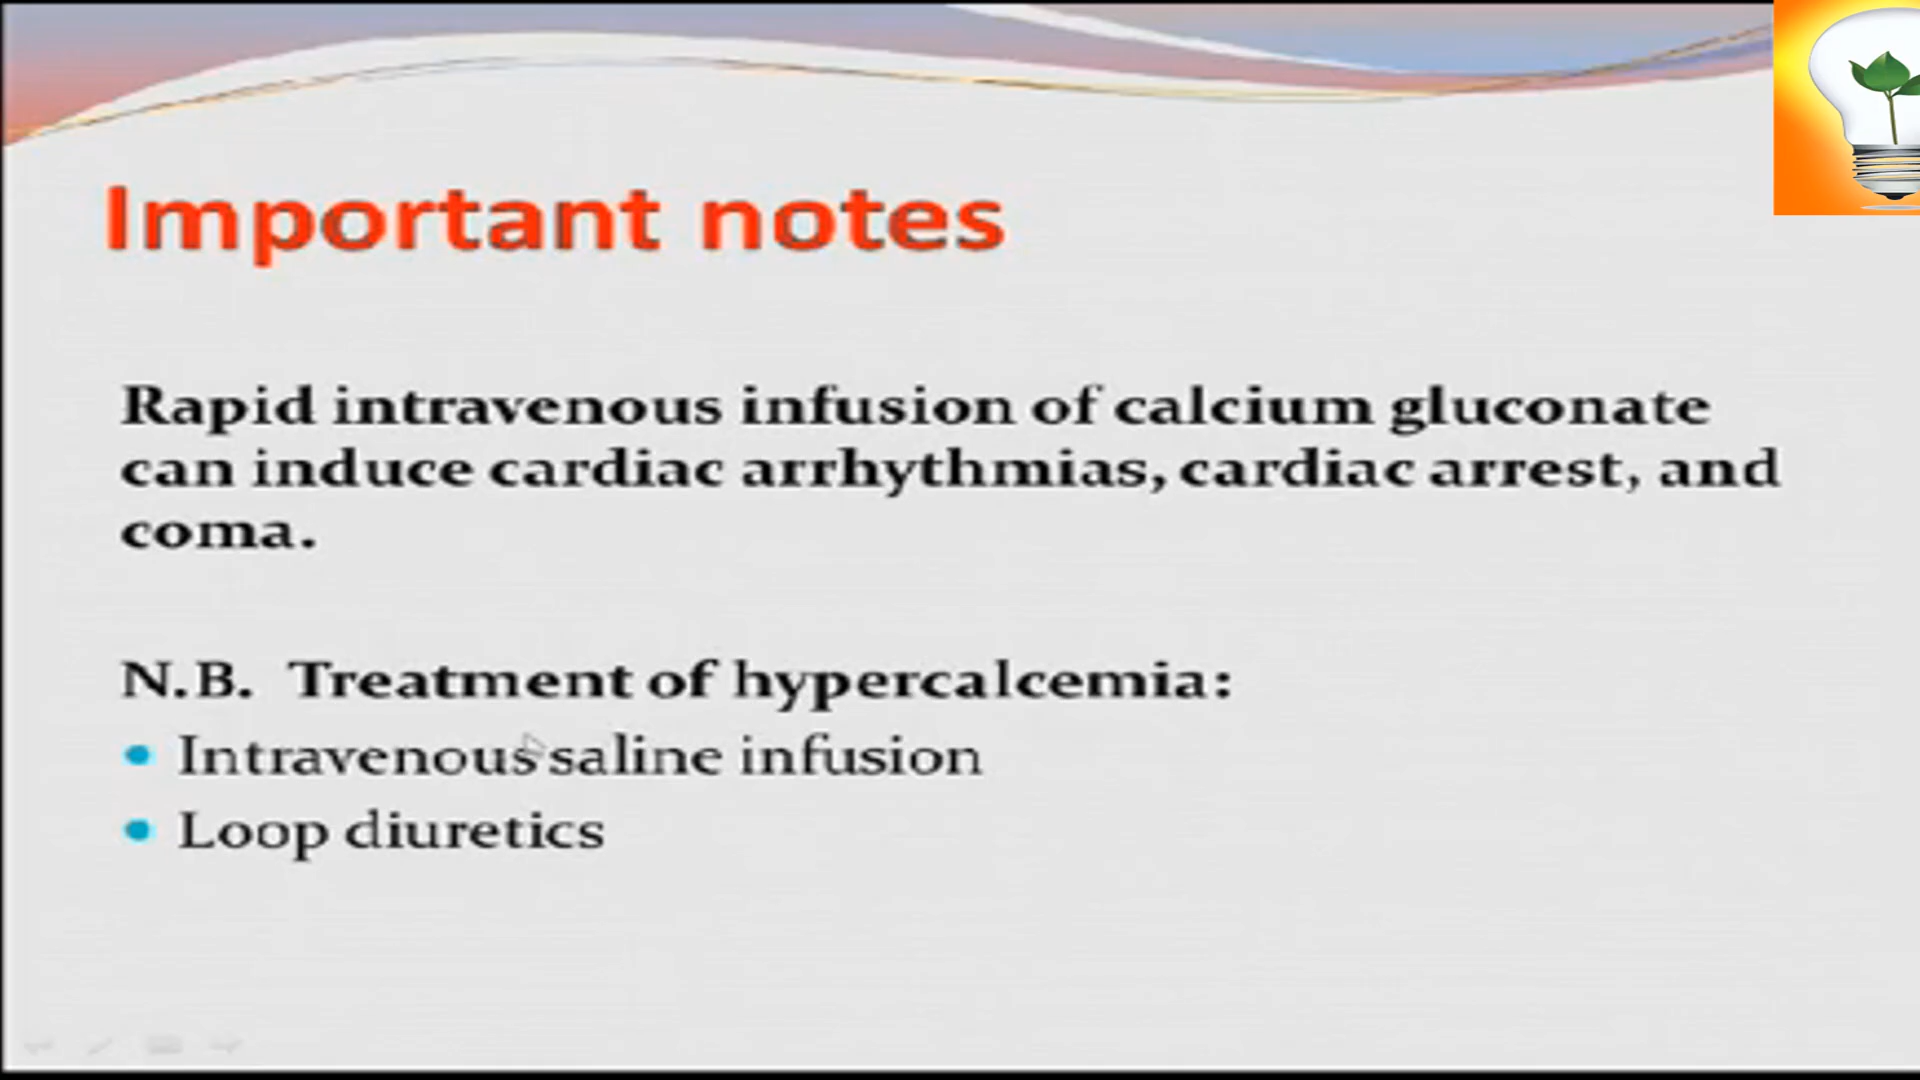 Important notes
Rapid intravenous infusion of calcium gluconate
can induce cardiac arrhythmias, cardiac arrest, and
coma.
N.B. Treatment of hypercalcemia:
• Intravenous saline infusion
• Loop diuretics